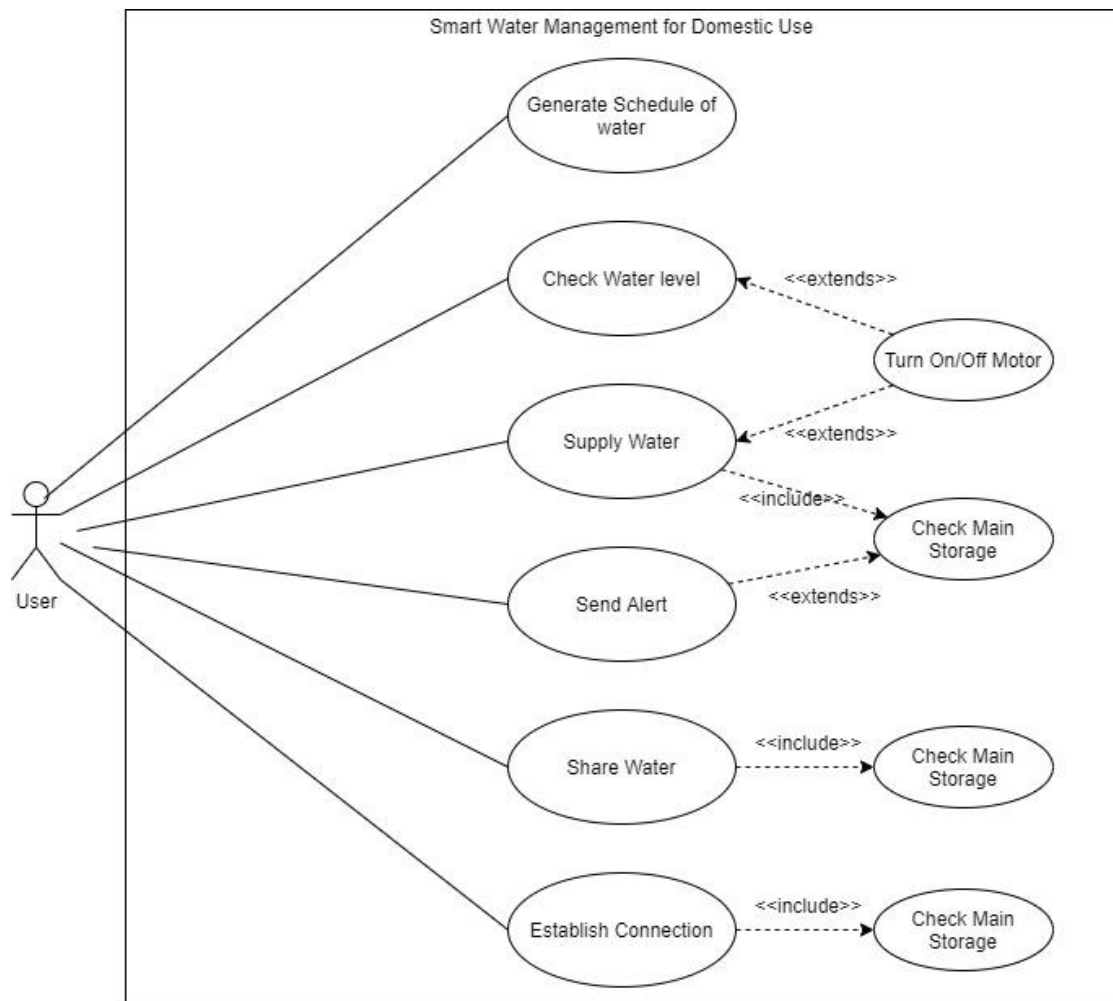 Smart Water Management for Domestic Use
Generate Schedule of
water
Check Water level
<<extends>>
Turn On/Off Motor
<<extends>>
Supply Water
<<include>>
Check Main
Storage
<<extends>>
Send Alert
User
Share Water
<<include>>
Check Main
Storage
Establish Connection
<<include>>
Check Main
Storage